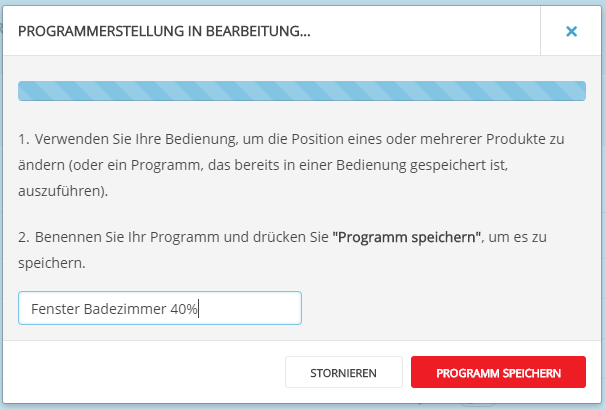 PROGRAMMERSTELLUNG IN BEARBEITUNG...
1. Verwenden Sie Ihre Bedienung, um die Position eines oder mehrerer Produkte zu
ändern (oder ein Programm, das bereits in einer Bedienung gespeichert ist,
auszuführen).
2. Benennen Sie Ihr Programm und drücken Sie "Programm speichern", um es zu
speichern.
Fenster Badezimmer 40%
STORNIEREN
PROGRAMM SPEICHERN